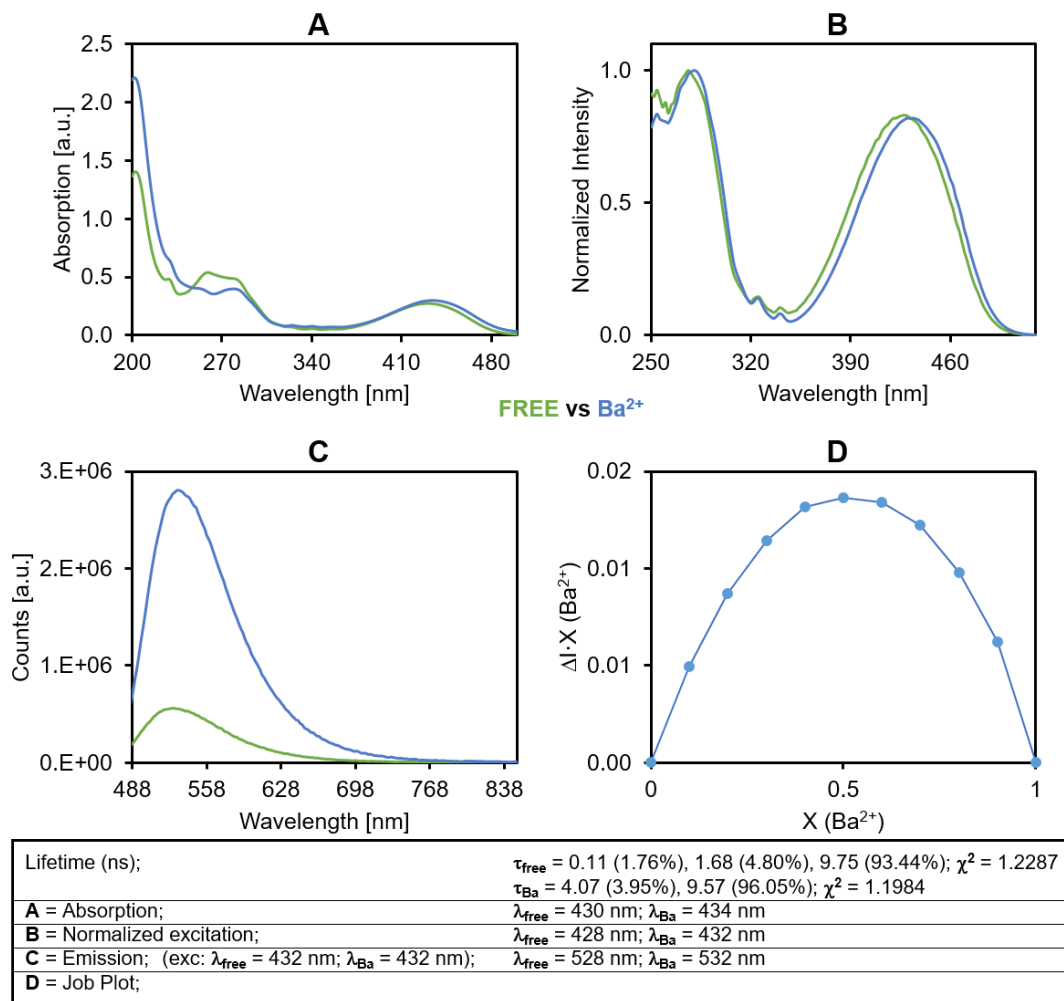 A
2.5
2.0
1.5
1.0
0.5
0.0
Absorption [a.u.]
200 270 340 410 480
Wavelength [nm]
B
1.0
0.5
0.0
Normalized Intensity
250 320 390 460
Wavelength [nm]
FREE vs Ba²⁺
C
3.E+06
2.E+06
1.E+06
0.E+00
Counts [a.u.]
488 558 628 698 768 838
Wavelength [nm]
D
0.02
0.01
0.01
0.00
ΔI·X (Ba²⁺)
0 0.5 1
X (Ba²⁺)
Lifetime (ns); τfree = 0.11 (1.76%), 1.68 (4.80%), 9.75 (93.44%); χ² = 1.2287
τBa = 4.07 (3.95%), 9.57 (96.05%); χ² = 1.1984
A = Absorption; λfree = 430 nm; λBa = 434 nm
B = Normalized excitation; λfree = 428 nm; λBa = 432 nm
C = Emission; (exc: λfree = 432 nm; λBa = 432 nm); λfree = 528 nm; λBa = 532 nm
D = Job Plot;